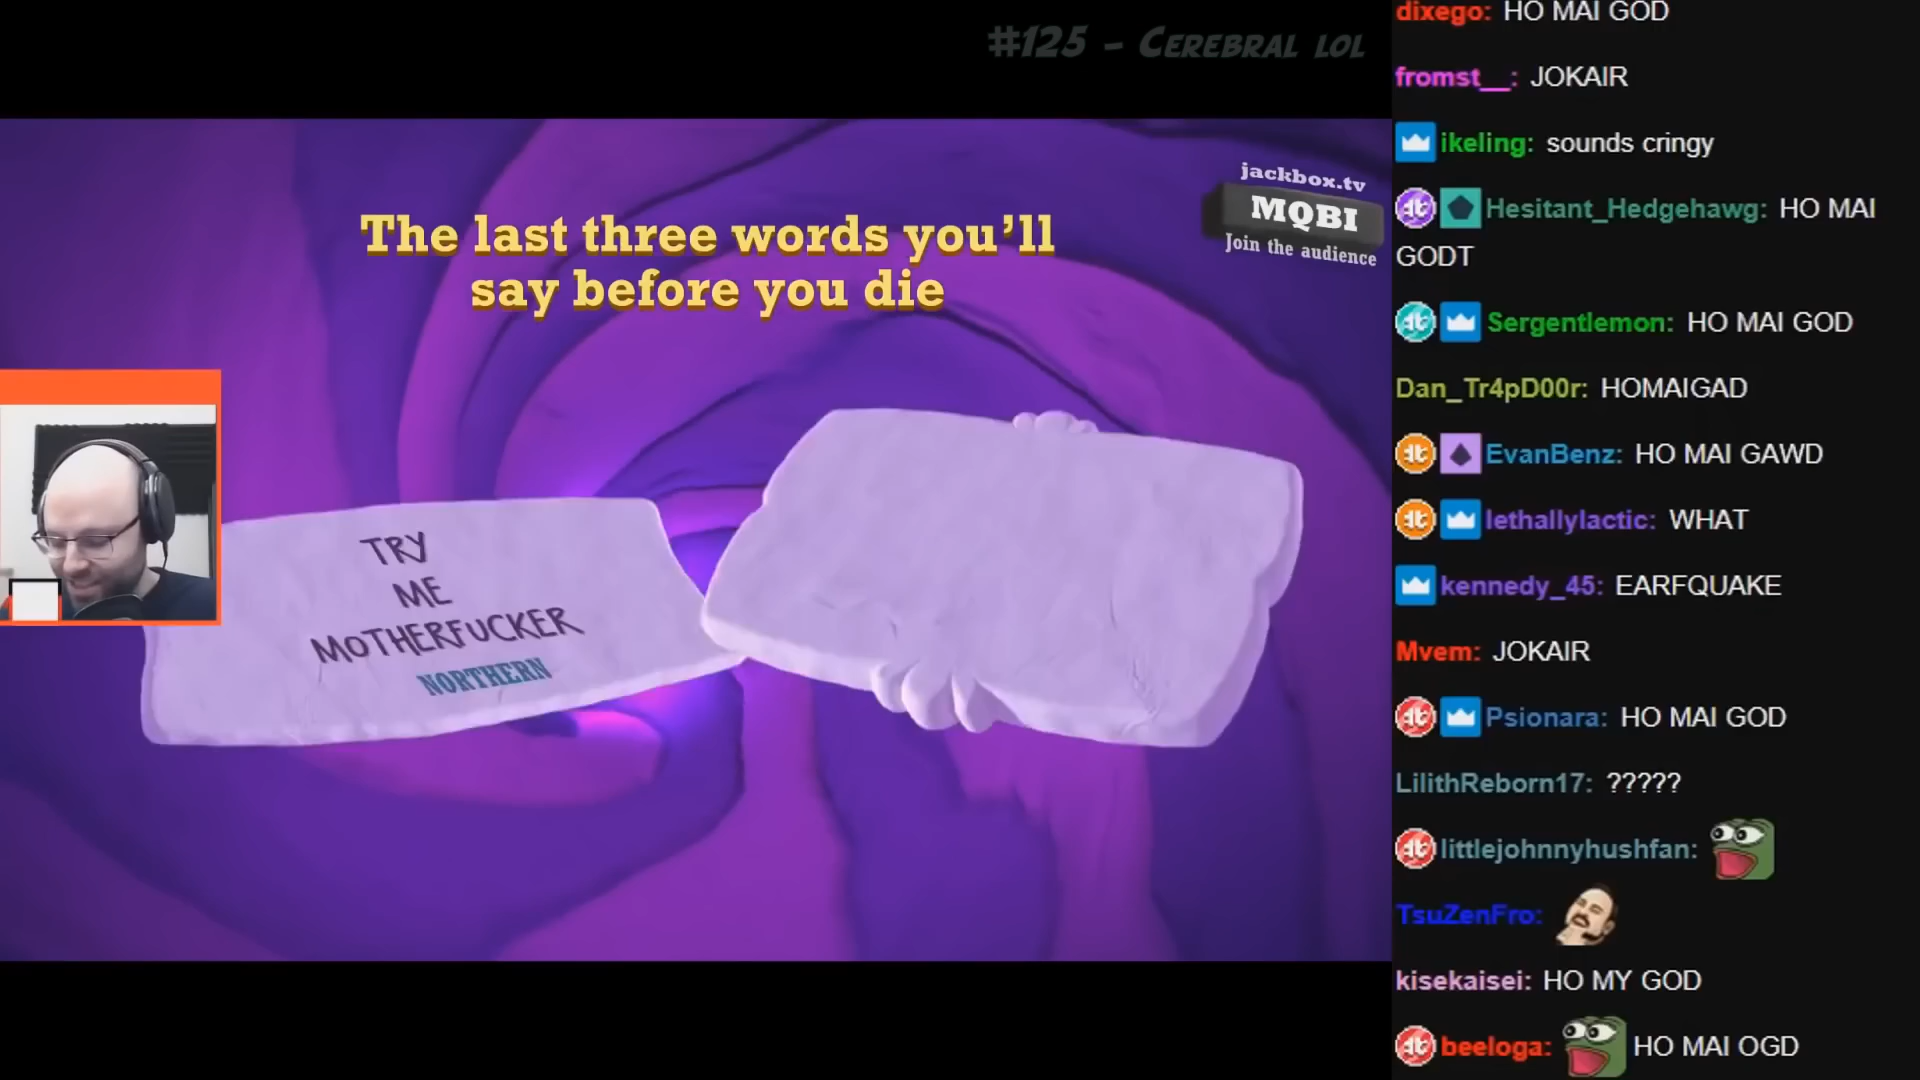 #125 - CEREBRAL LOL
jackbox.tv
MQBI
Join the audience
The last three words you'll
say before you die
TRY
ME
MOTHERFUCKER
NORTHERN
dixego: HO MAI GOD
fromst__: JOKAIR
ikeling: sounds cringy
Hesitant_Hedgehawg: HO MAI
GODT
Sergentlemon: HO MAI GOD
Dan_Tr4pD00r: HOMAIGAD
EvanBenz: HO MAI GAWD
lethallylactic: WHAT
kennedy_45: EARFQUAKE
Mvem: JOKAIR
Psionara: HO MAI GOD
LilithReborn17: ?????
littlejohnnyhushfan:
TsuZenFro:
kisekaisei: HO MY GOD
beeloga: HO MAI OGD